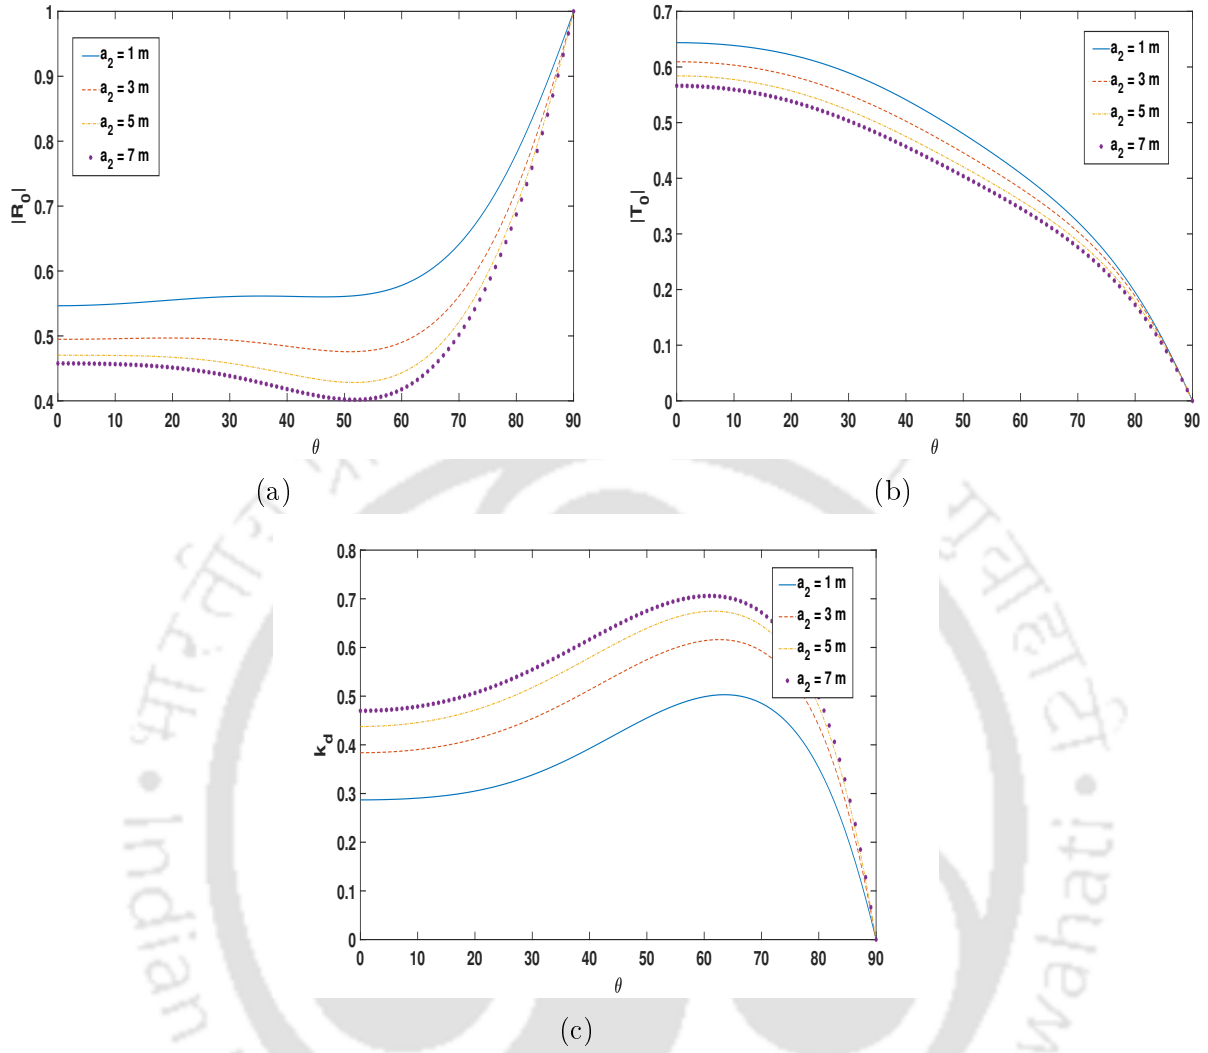 1
0.9
0.8
0.7
0.6
0.5
0.4
0 10 20 30 40 50 60 70 80 90
|R0|
θ
a2 = 1 m
a2 = 3 m
a2 = 5 m
a2 = 7 m
(a)
0.7
0.6
0.5
0.4
0.3
0.2
0.1
0
0 10 20 30 40 50 60 70 80 90
|T0|
θ
a2 = 1 m
a2 = 3 m
a2 = 5 m
a2 = 7 m
(b)
0.8
0.7
0.6
0.5
0.4
0.3
0.2
0.1
0
0 10 20 30 40 50 60 70 80 90
kd
θ
a2 = 1 m
a2 = 3 m
a2 = 5 m
a2 = 7 m
(c)
Indian
wahati